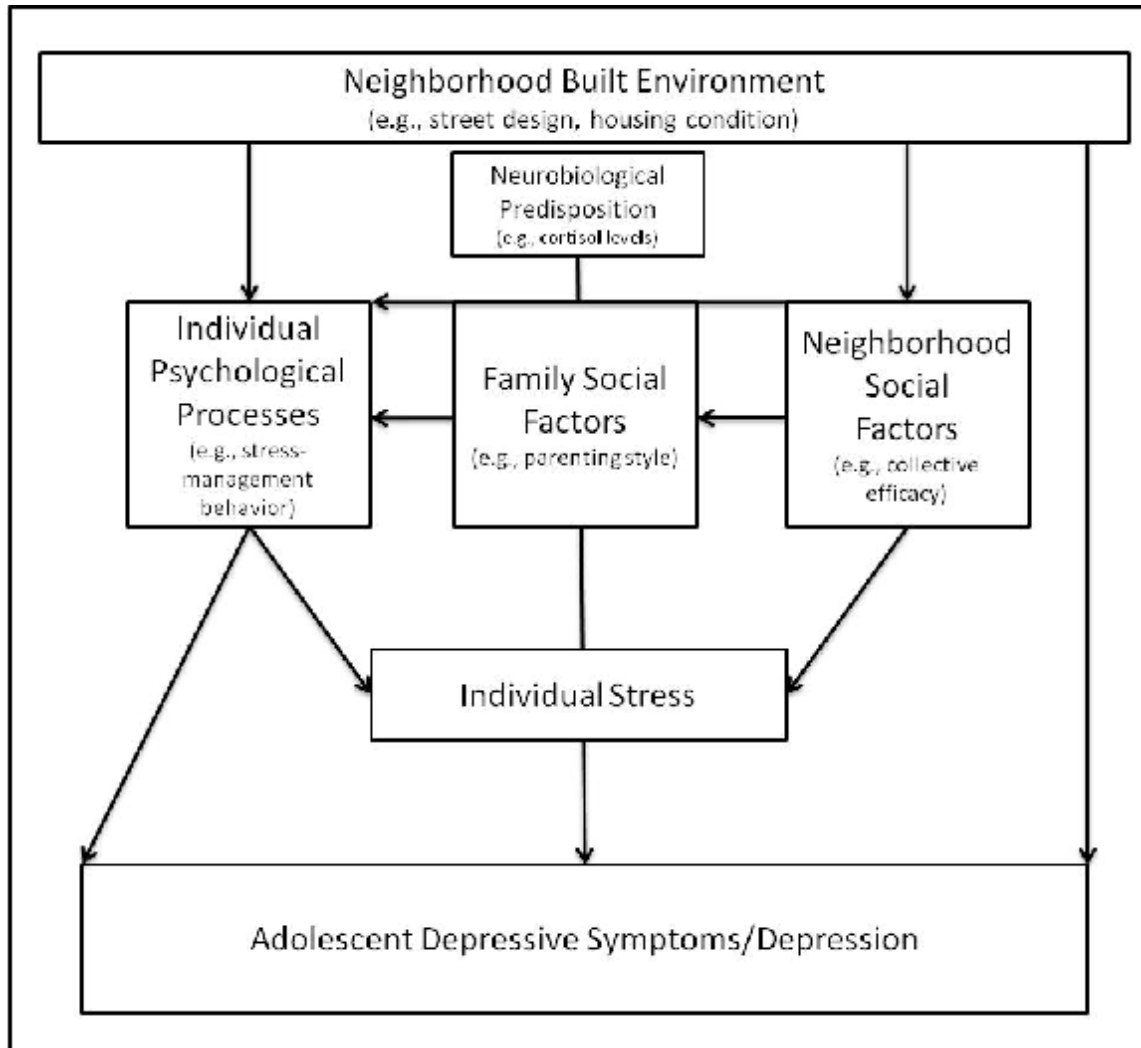 Neighborhood Built Environment
(e.g., street design, housing condition)
Neurobiological
Predisposition
(e.g., cortisol levels)
Individual
Psychological
Processes
(e.g., stress-
management
behavior)
Family Social
Factors
(e.g., parenting style)
Neighborhood
Social
Factors
(e.g., collective
efficacy)
Individual Stress
Adolescent Depressive Symptoms/Depression